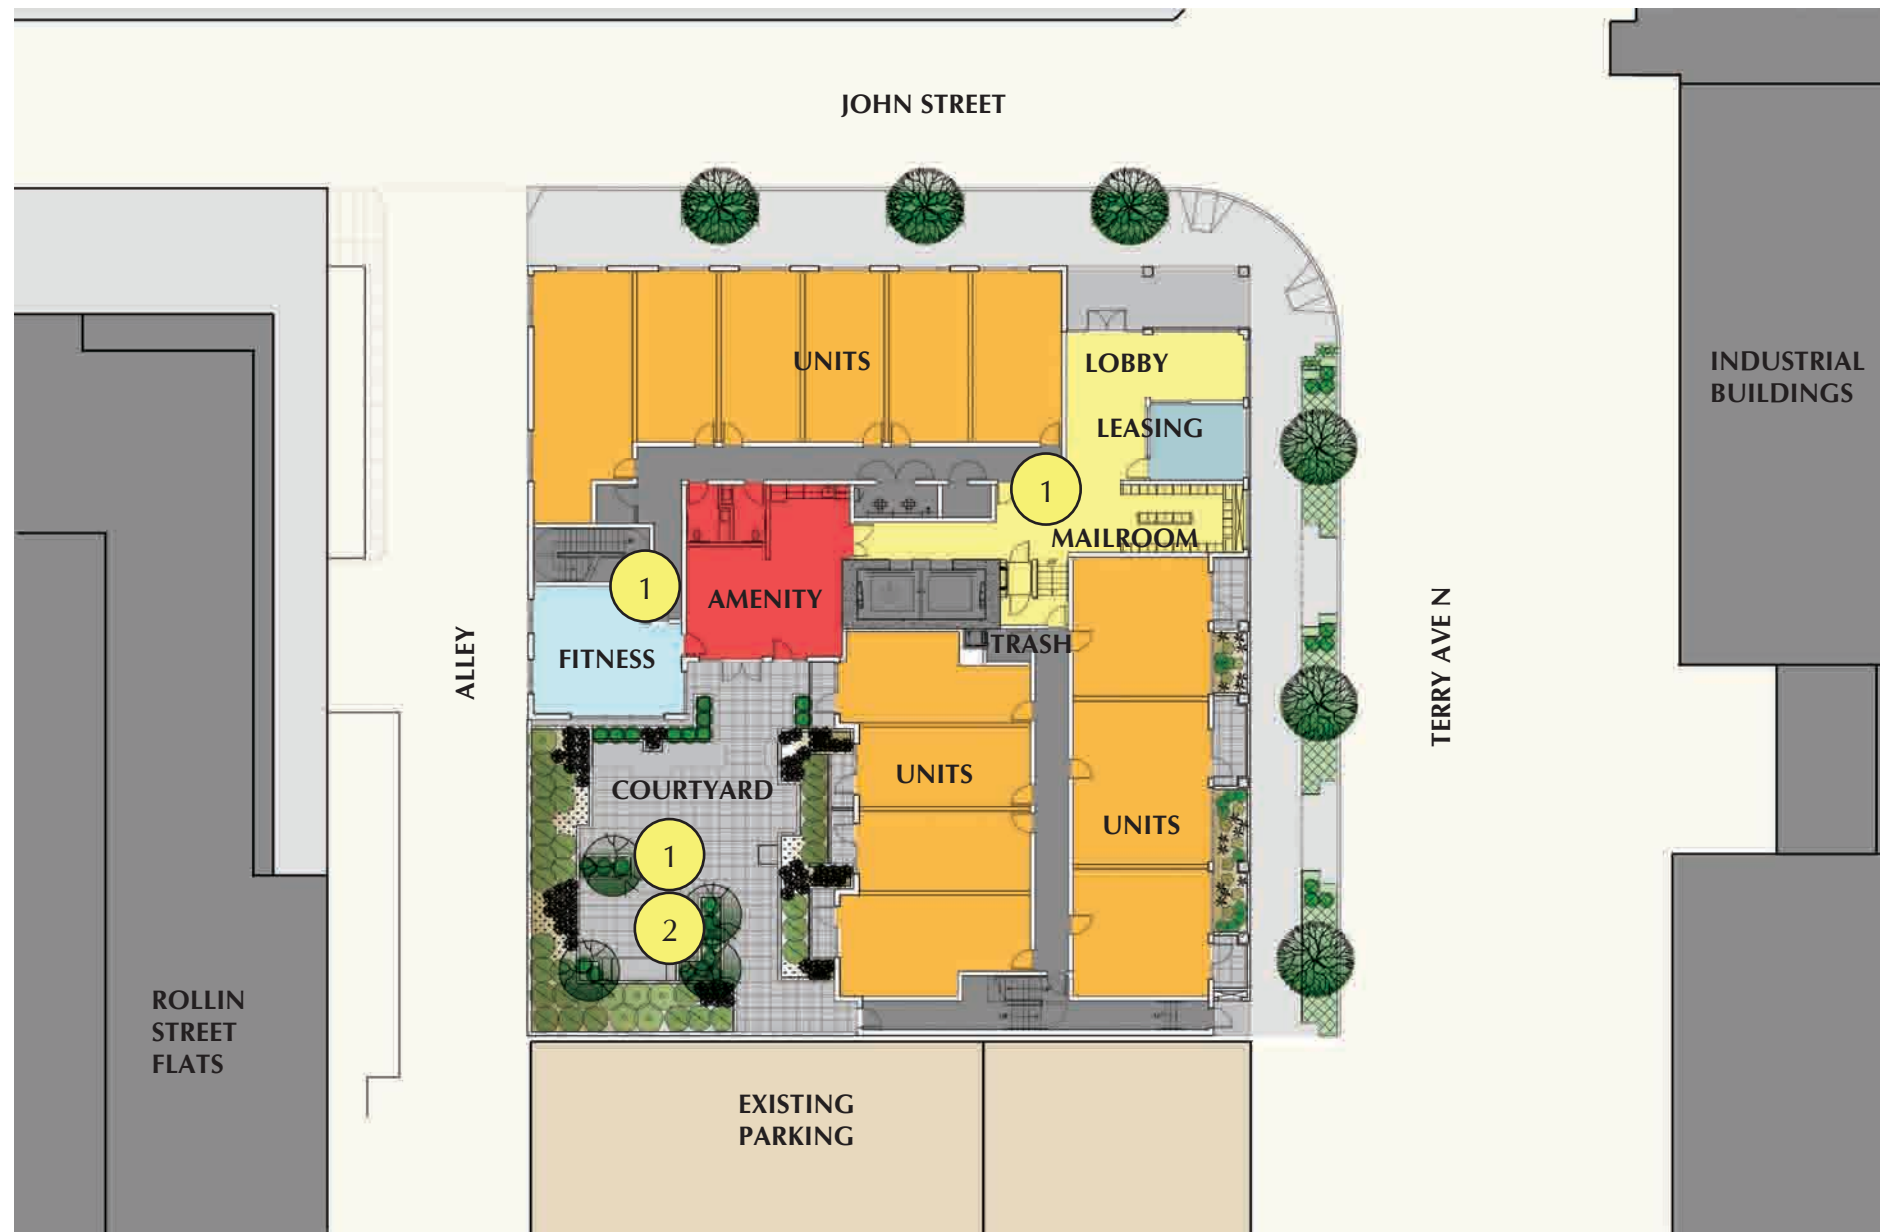 JOHN STREET
UNITS
LOBBY
INDUSTRIAL
BUILDINGS
LEASING
1
MAILROOM
1
AMENITY
FITNESS
TRASH
ALLEY
TERRY AVE N
COURTYARD
UNITS
UNITS
1
2
ROLLIN
STREET
FLATS
EXISTING
PARKING